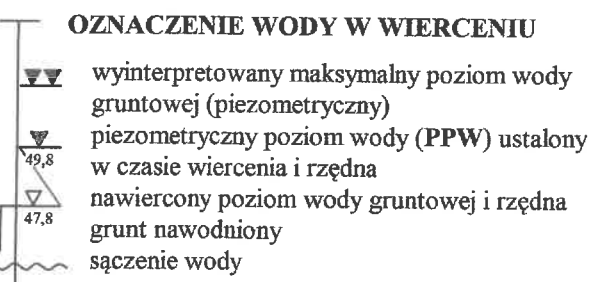 OZNACZENIE WODY W WIERCENIU
wyinterpretowany maksymalny poziom wody
gruntowej (piezometryczny)
piezometryczny poziom wody (PPW) ustalony
49,8
w czasie wiercenia i rzędna
nawiercony poziom wody gruntowej i rzędna
47,8
grunt nawodniony
sączenie wody